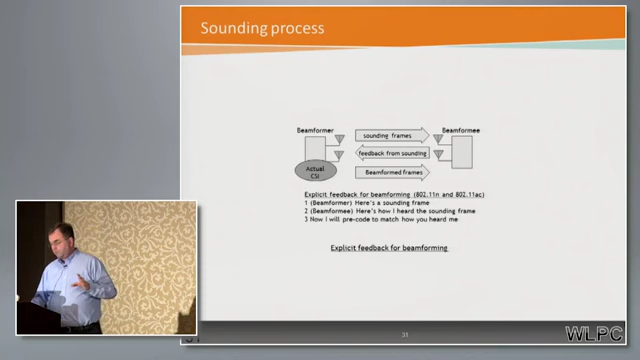 Sounding process
Beamformer
Beamformee
sounding frames
feedback from sounding
Actual
CSI
Beamformed frames
Explicit feedback for beamforming (802.11n and 802.11ac)
1 (Beamformer) Here's a sounding frame
2 (Beamformee) Here's how I heard the sounding frame
3 Now I will pre-code to match how you heard me
Explicit feedback for beamforming
31
WLPC